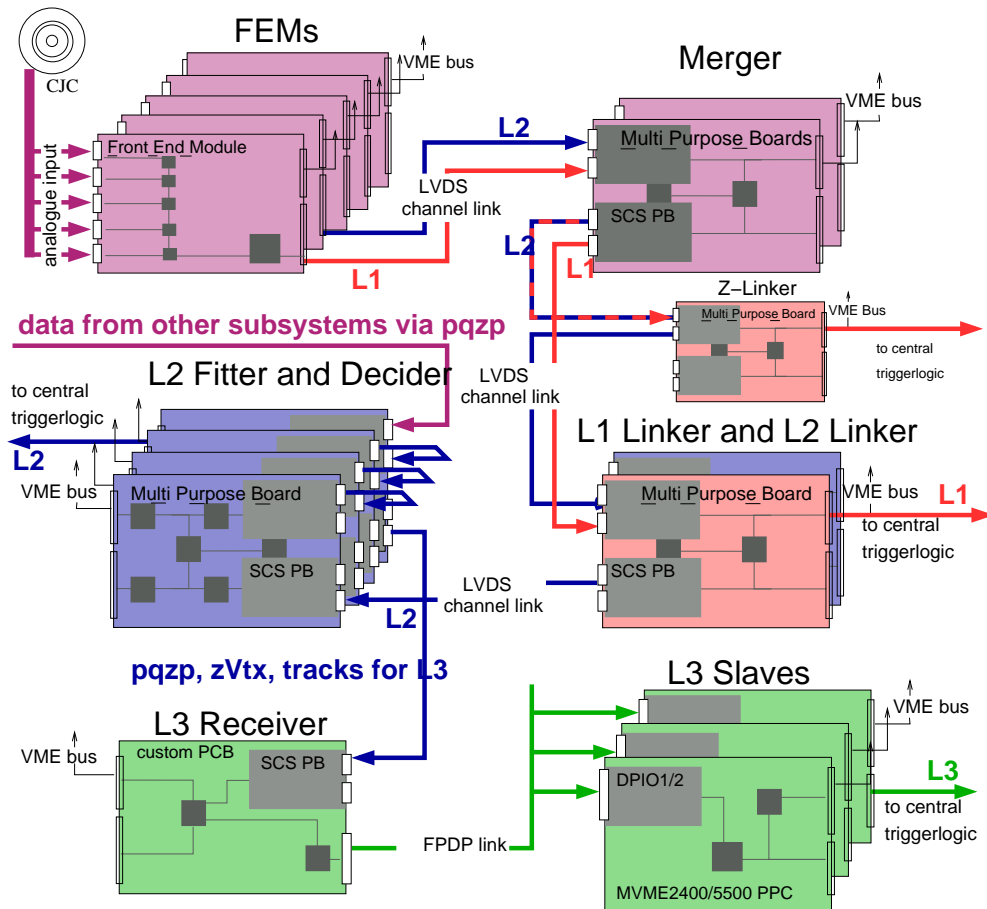 FEMs
CJC
VME bus
Merger
VME bus
Front End Module
analogue input
L2
LVDS
channel link
L1
Multi Purpose Boards
SCS PB
L2
L1
Z-Linker
Multi Purpose Board
VME Bus
to central
triggerlogic
data from other subsystems via pqzp
L2 Fitter and Decider
to central
triggerlogic
L2
VME bus
Multi Purpose Board
SCS PB
LVDS
channel link
L1 Linker and L2 Linker
Multi Purpose Board
VME bus
L1
to central
triggerlogic
SCS PB
LVDS
channel link
L2
pqzp, zVtx, tracks for L3
L3 Receiver
VME bus
custom PCB
SCS PB
FPDP link
L3 Slaves
VME bus
DPIO1/2
L3
to central
triggerlogic
MVME2400/5500 PPC